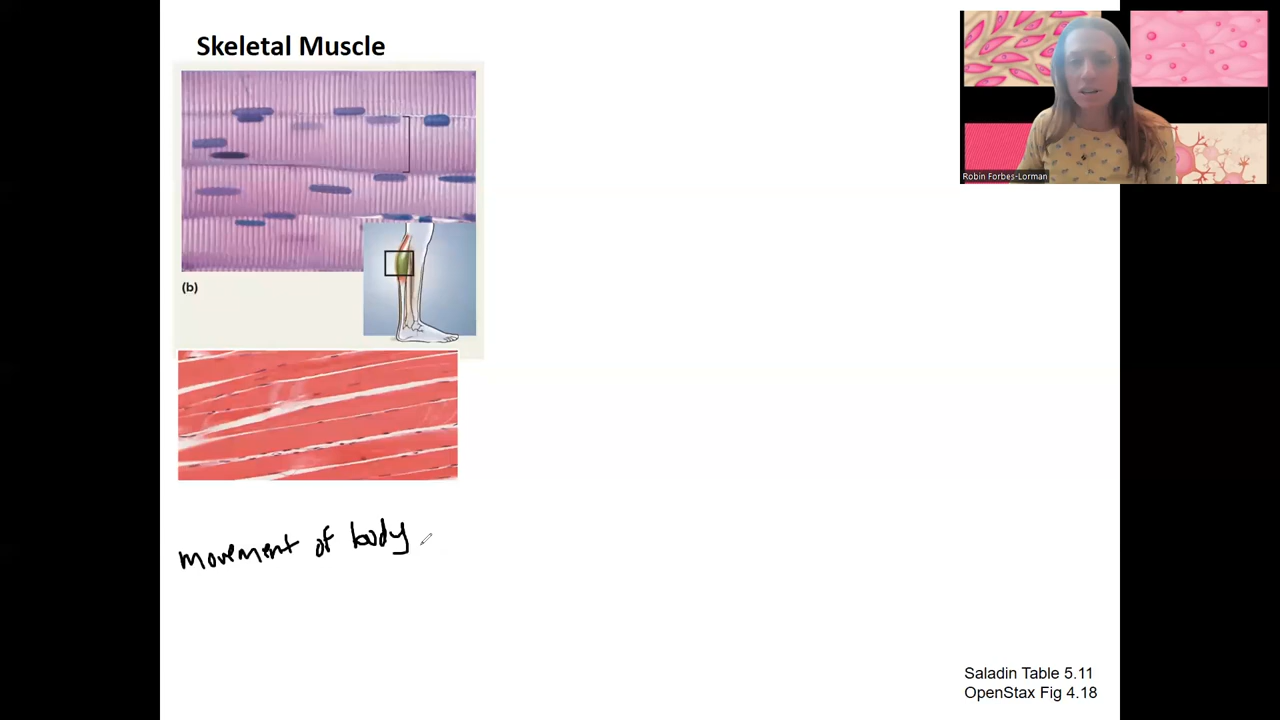 Skeletal Muscle
Robin Forbes-Lorman
(b)
movement of body
Saladin Table 5.11
OpenStax Fig 4.18